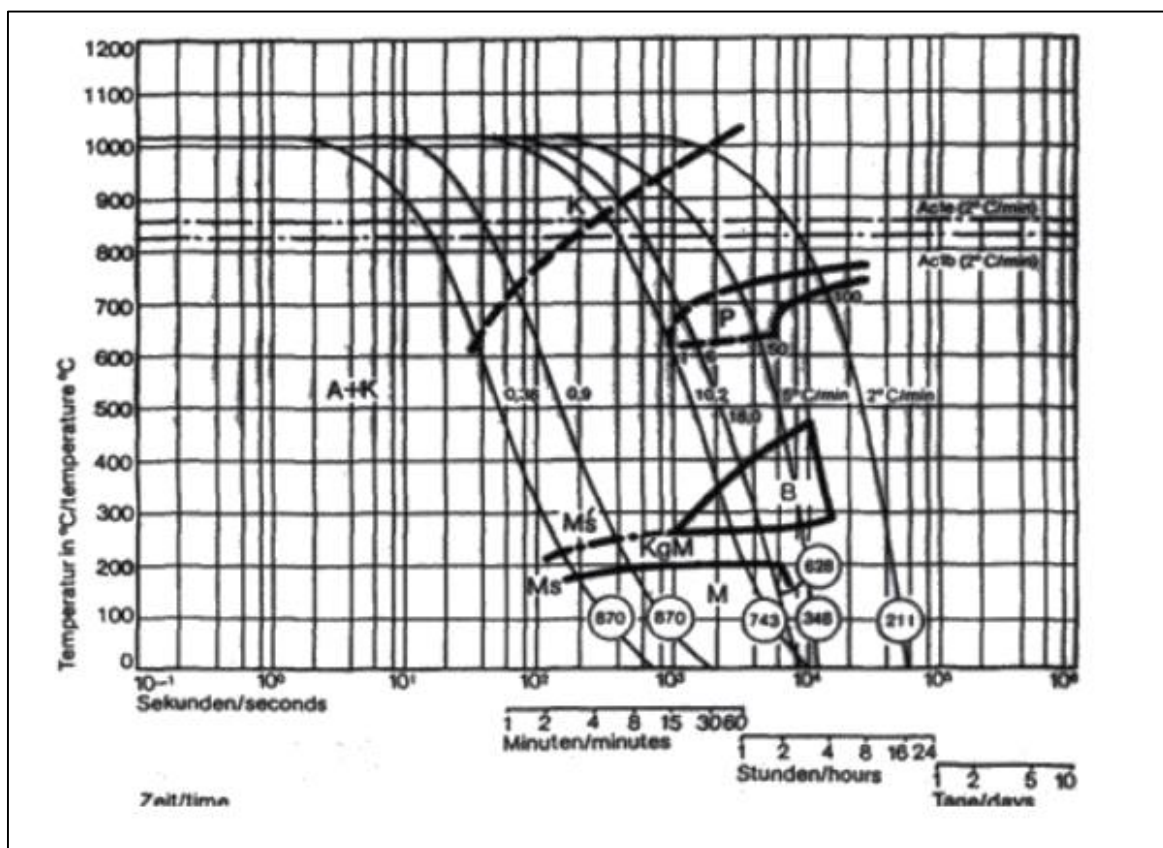 1200
1100
1000
900
800
700
600
500
400
300
200
100
0
Temperatur in °C/temperature °C
K
Ac1e (2° C/min)
Ac1b (2° C/min)
100
P
50
A+K
0,36
0,9
10,2
18,0
5° C/min
2° C/min
B
Mś
KgM
Ms
M
628
870
870
743
348
211
10⁻¹ 10⁰ 10¹ 10² 10³ 10⁴ 10⁵ 10⁶
Sekunden/seconds
1 2 4 8 15 30 60
Minuten/minutes
1 2 4 8 16 24
Stunden/hours
1 2 5 10
Zeit/time
Tage/days